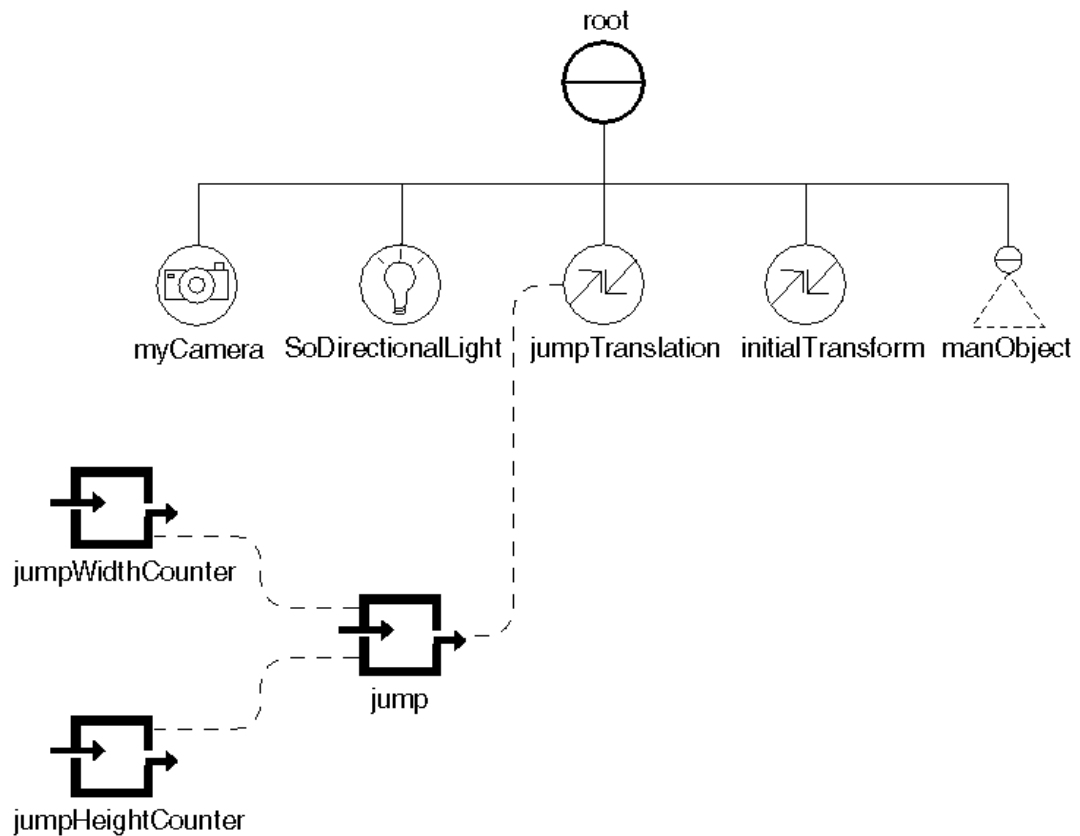 root
myCamera
SoDirectionalLight
jumpTranslation
initialTransform
manObject
jumpWidthCounter
jump
jumpHeightCounter